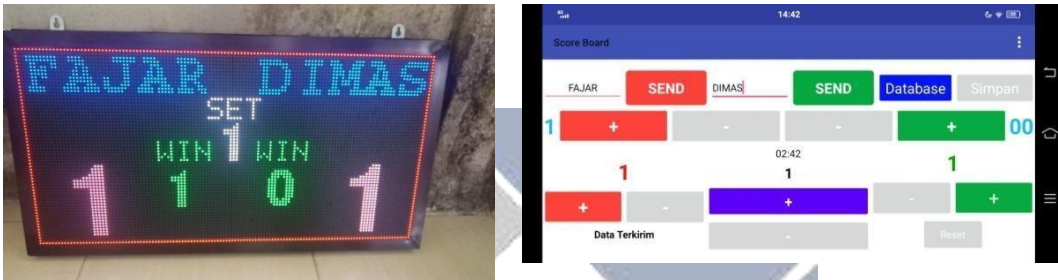 FAJAR DIMAS
SET
1
WIN WIN
1 1 0 1
14:42
Score Board
FAJAR SEND DIMAS SEND Database Simpan
1 + - - + 00
02:42
1 1 1
+ - + - +
Data Terkirim - Reset